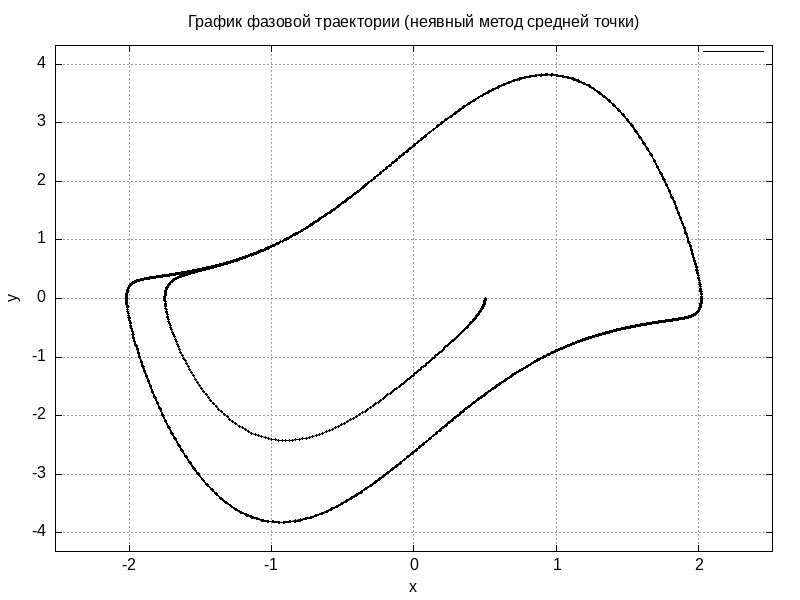 График фазовой траектории (неявный метод средней точки)
4
3
2
1
0
-1
-2
-3
-4
y
-2 -1 0 1 2
x